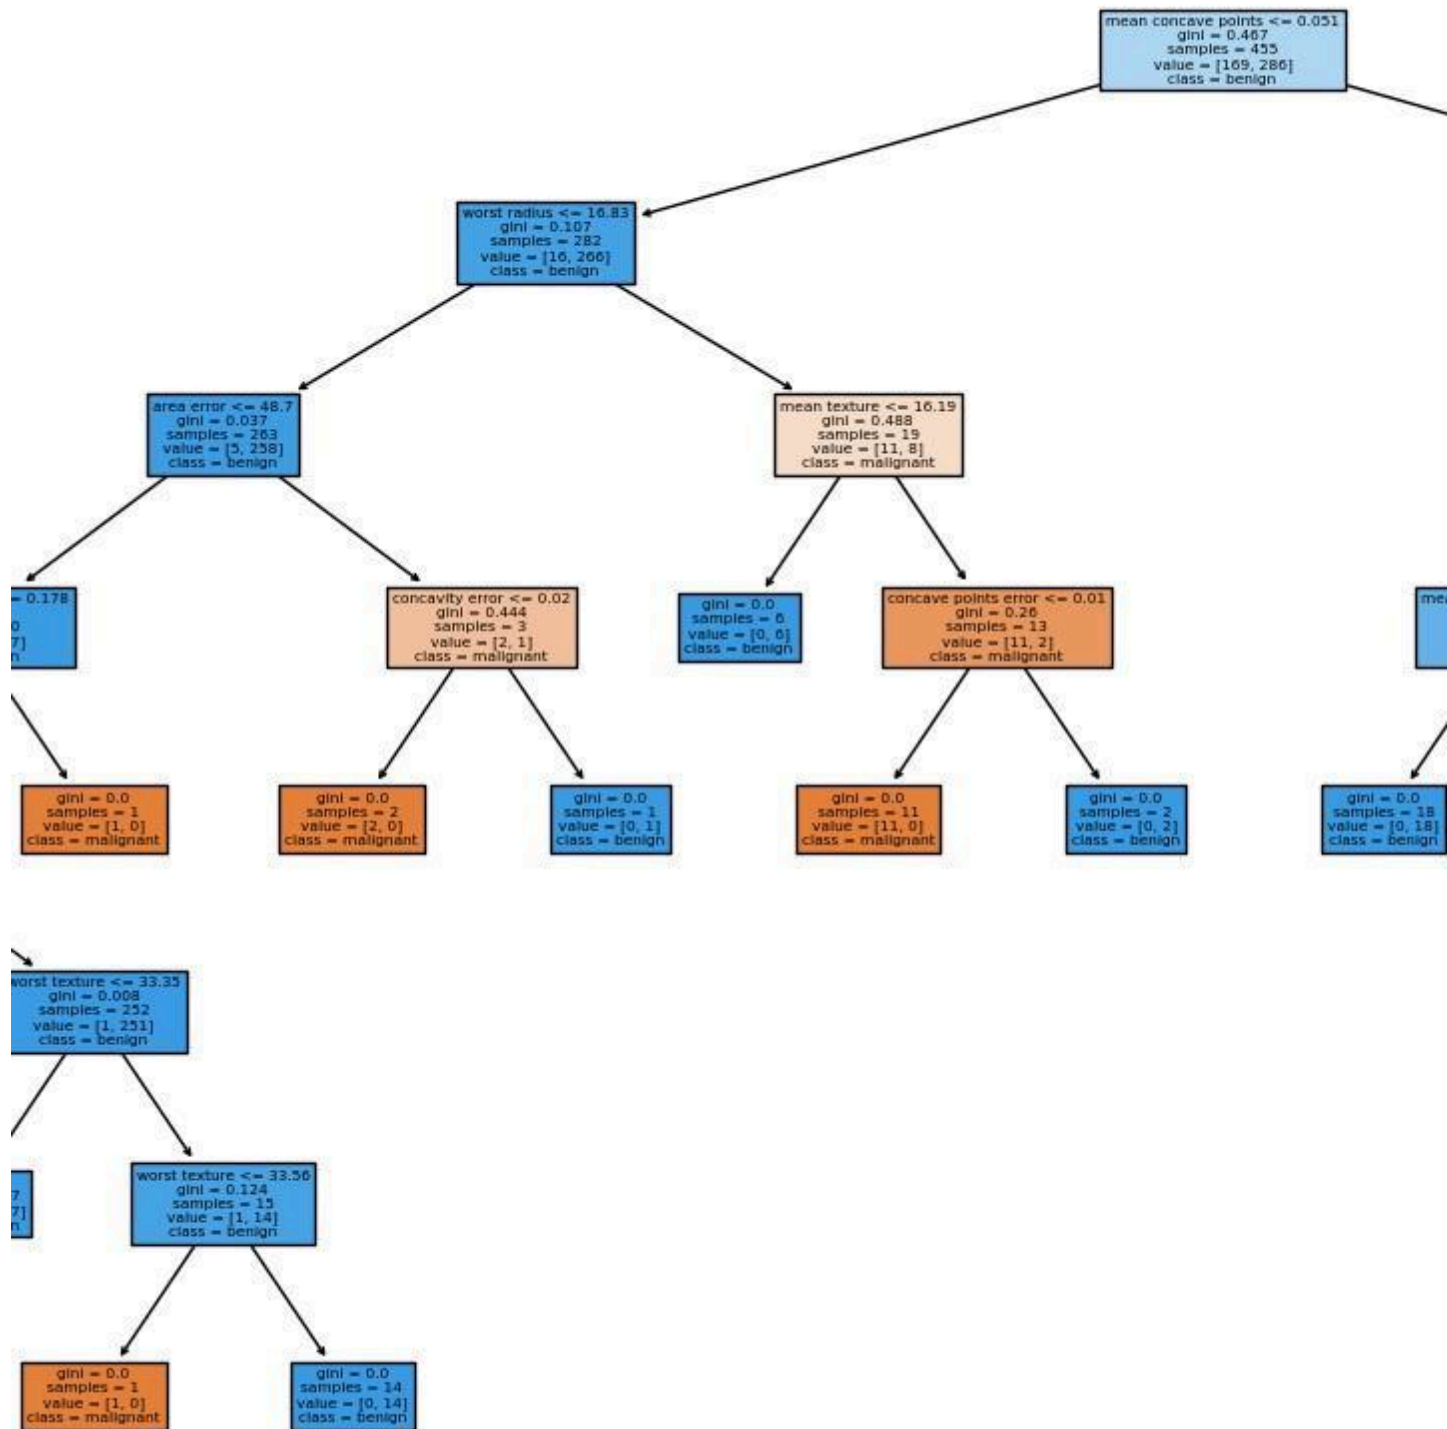 mean concave points <= 0.051
gini = 0.467
samples = 455
value = [169, 286]
class = benign
worst radius <= 16.83
gini = 0.107
samples = 282
value = [16, 266]
class = benign
area error <= 48.7
gini = 0.037
samples = 263
value = [5, 258]
class = benign
mean texture <= 16.19
gini = 0.488
samples = 19
value = [11, 8]
class = malignant
= 0.178
0
7]
n
concavity error <= 0.02
gini = 0.444
samples = 3
value = [2, 1]
class = malignant
gini = 0.0
samples = 6
value = [0, 6]
class = benign
concave points error <= 0.01
gini = 0.26
samples = 13
value = [11, 2]
class = malignant
mea
gini = 0.0
samples = 1
value = [1, 0]
class = malignant
gini = 0.0
samples = 2
value = [2, 0]
class = malignant
gini = 0.0
samples = 1
value = [0, 1]
class = benign
gini = 0.0
samples = 11
value = [11, 0]
class = malignant
gini = 0.0
samples = 2
value = [0, 2]
class = benign
gini = 0.0
samples = 18
value = [0, 18]
class = benign
worst texture <= 33.35
gini = 0.008
samples = 252
value = [1, 251]
class = benign
7
7]
n
worst texture <= 33.56
gini = 0.124
samples = 15
value = [1, 14]
class = benign
gini = 0.0
samples = 1
value = [1, 0]
class = malignant
gini = 0.0
samples = 14
value = [0, 14]
class = benign